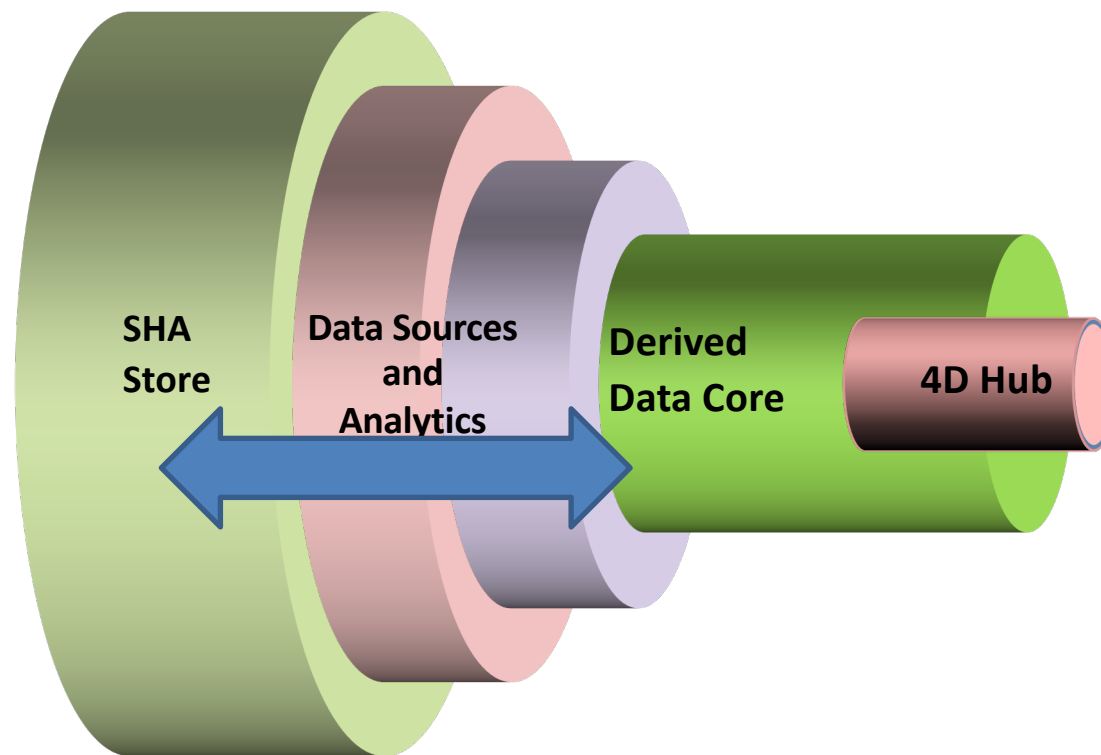 SHA
Store
Data Sources
and
Analytics
Derived
Data Core
4D Hub